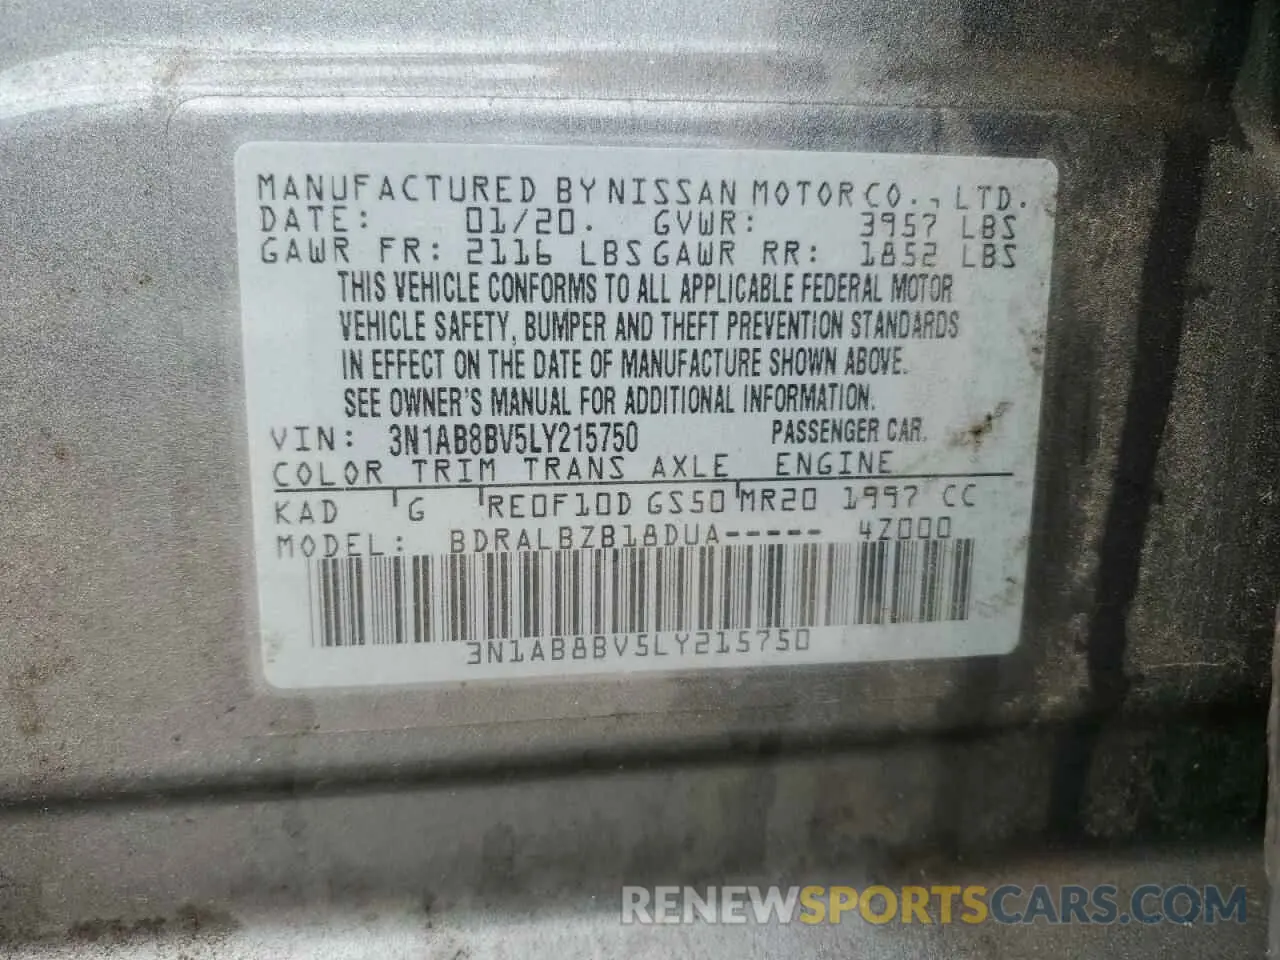 MANUFACTURED BY NISSAN MOTOR CO., LTD.
DATE: 01/20. GVWR: 3957 LBS
GAWR FR: 2116 LBS GAWR RR: 1852 LBS
THIS VEHICLE CONFORMS TO ALL APPLICABLE FEDERAL MOTOR
VEHICLE SAFETY, BUMPER AND THEFT PREVENTION STANDARDS
IN EFFECT ON THE DATE OF MANUFACTURE SHOWN ABOVE.
SEE OWNER'S MANUAL FOR ADDITIONAL INFORMATION.
VIN: 3N1AB8BV5LY215750 PASSENGER CAR.
COLOR TRIM TRANS AXLE ENGINE
KAD G RE0F10D GS50 MR20 1997 CC
MODEL: BDRALBZB18DUA----- 4Z000
3N1AB8BV5LY215750
RENEWSPORTSCARS.COM